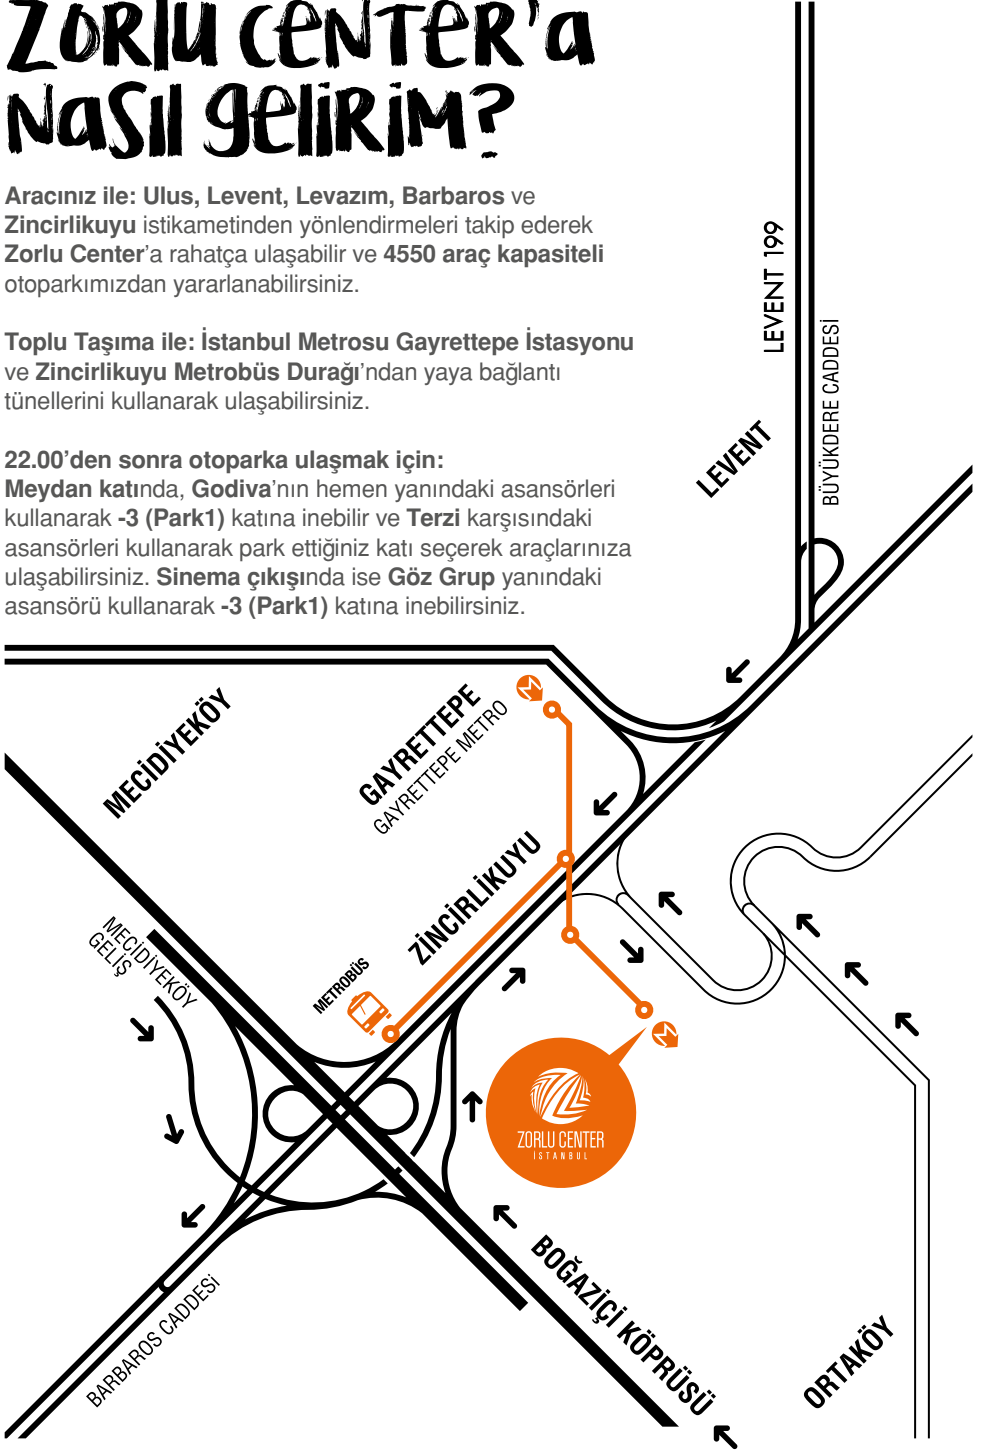 ZORlU CeNTeR'a
NaSIl gelİRİM?
Aracınız ile: Ulus, Levent, Levazım, Barbaros ve
Zincirlikuyu istikametinden yönlendirmeleri takip ederek
Zorlu Center'a rahatça ulaşabilir ve 4550 araç kapasiteli
otoparkımızdan yararlanabilirsiniz.
Toplu Taşıma ile: İstanbul Metrosu Gayrettepe İstasyonu
ve Zincirlikuyu Metrobüs Durağı'ndan yaya bağlantı
tünellerini kullanarak ulaşabilirsiniz.
22.00'den sonra otoparka ulaşmak için:
Meydan katında, Godiva'nın hemen yanındaki asansörleri
kullanarak -3 (Park1) katına inebilir ve Terzi karşısındaki
asansörleri kullanarak park ettiğiniz katı seçerek araçlarınıza
ulaşabilirsiniz. Sinema çıkışında ise Göz Grup yanındaki
asansörü kullanarak -3 (Park1) katına inebilirsiniz.
LEVENT 199
BÜYÜKDERE CADDESİ
LEVENT
MECİDİYEKÖY
GAYRETTEPE
GAYRETTEPE METRO
M
ZİNCİRLİKUYU
MECİDİYEKÖY
GELİŞ
METROBÜS
M
ZORLU CENTER
İSTANBUL
BOĞAZİÇİ KÖPRÜSÜ
BARBAROS CADDESİ
ORTAKÖY